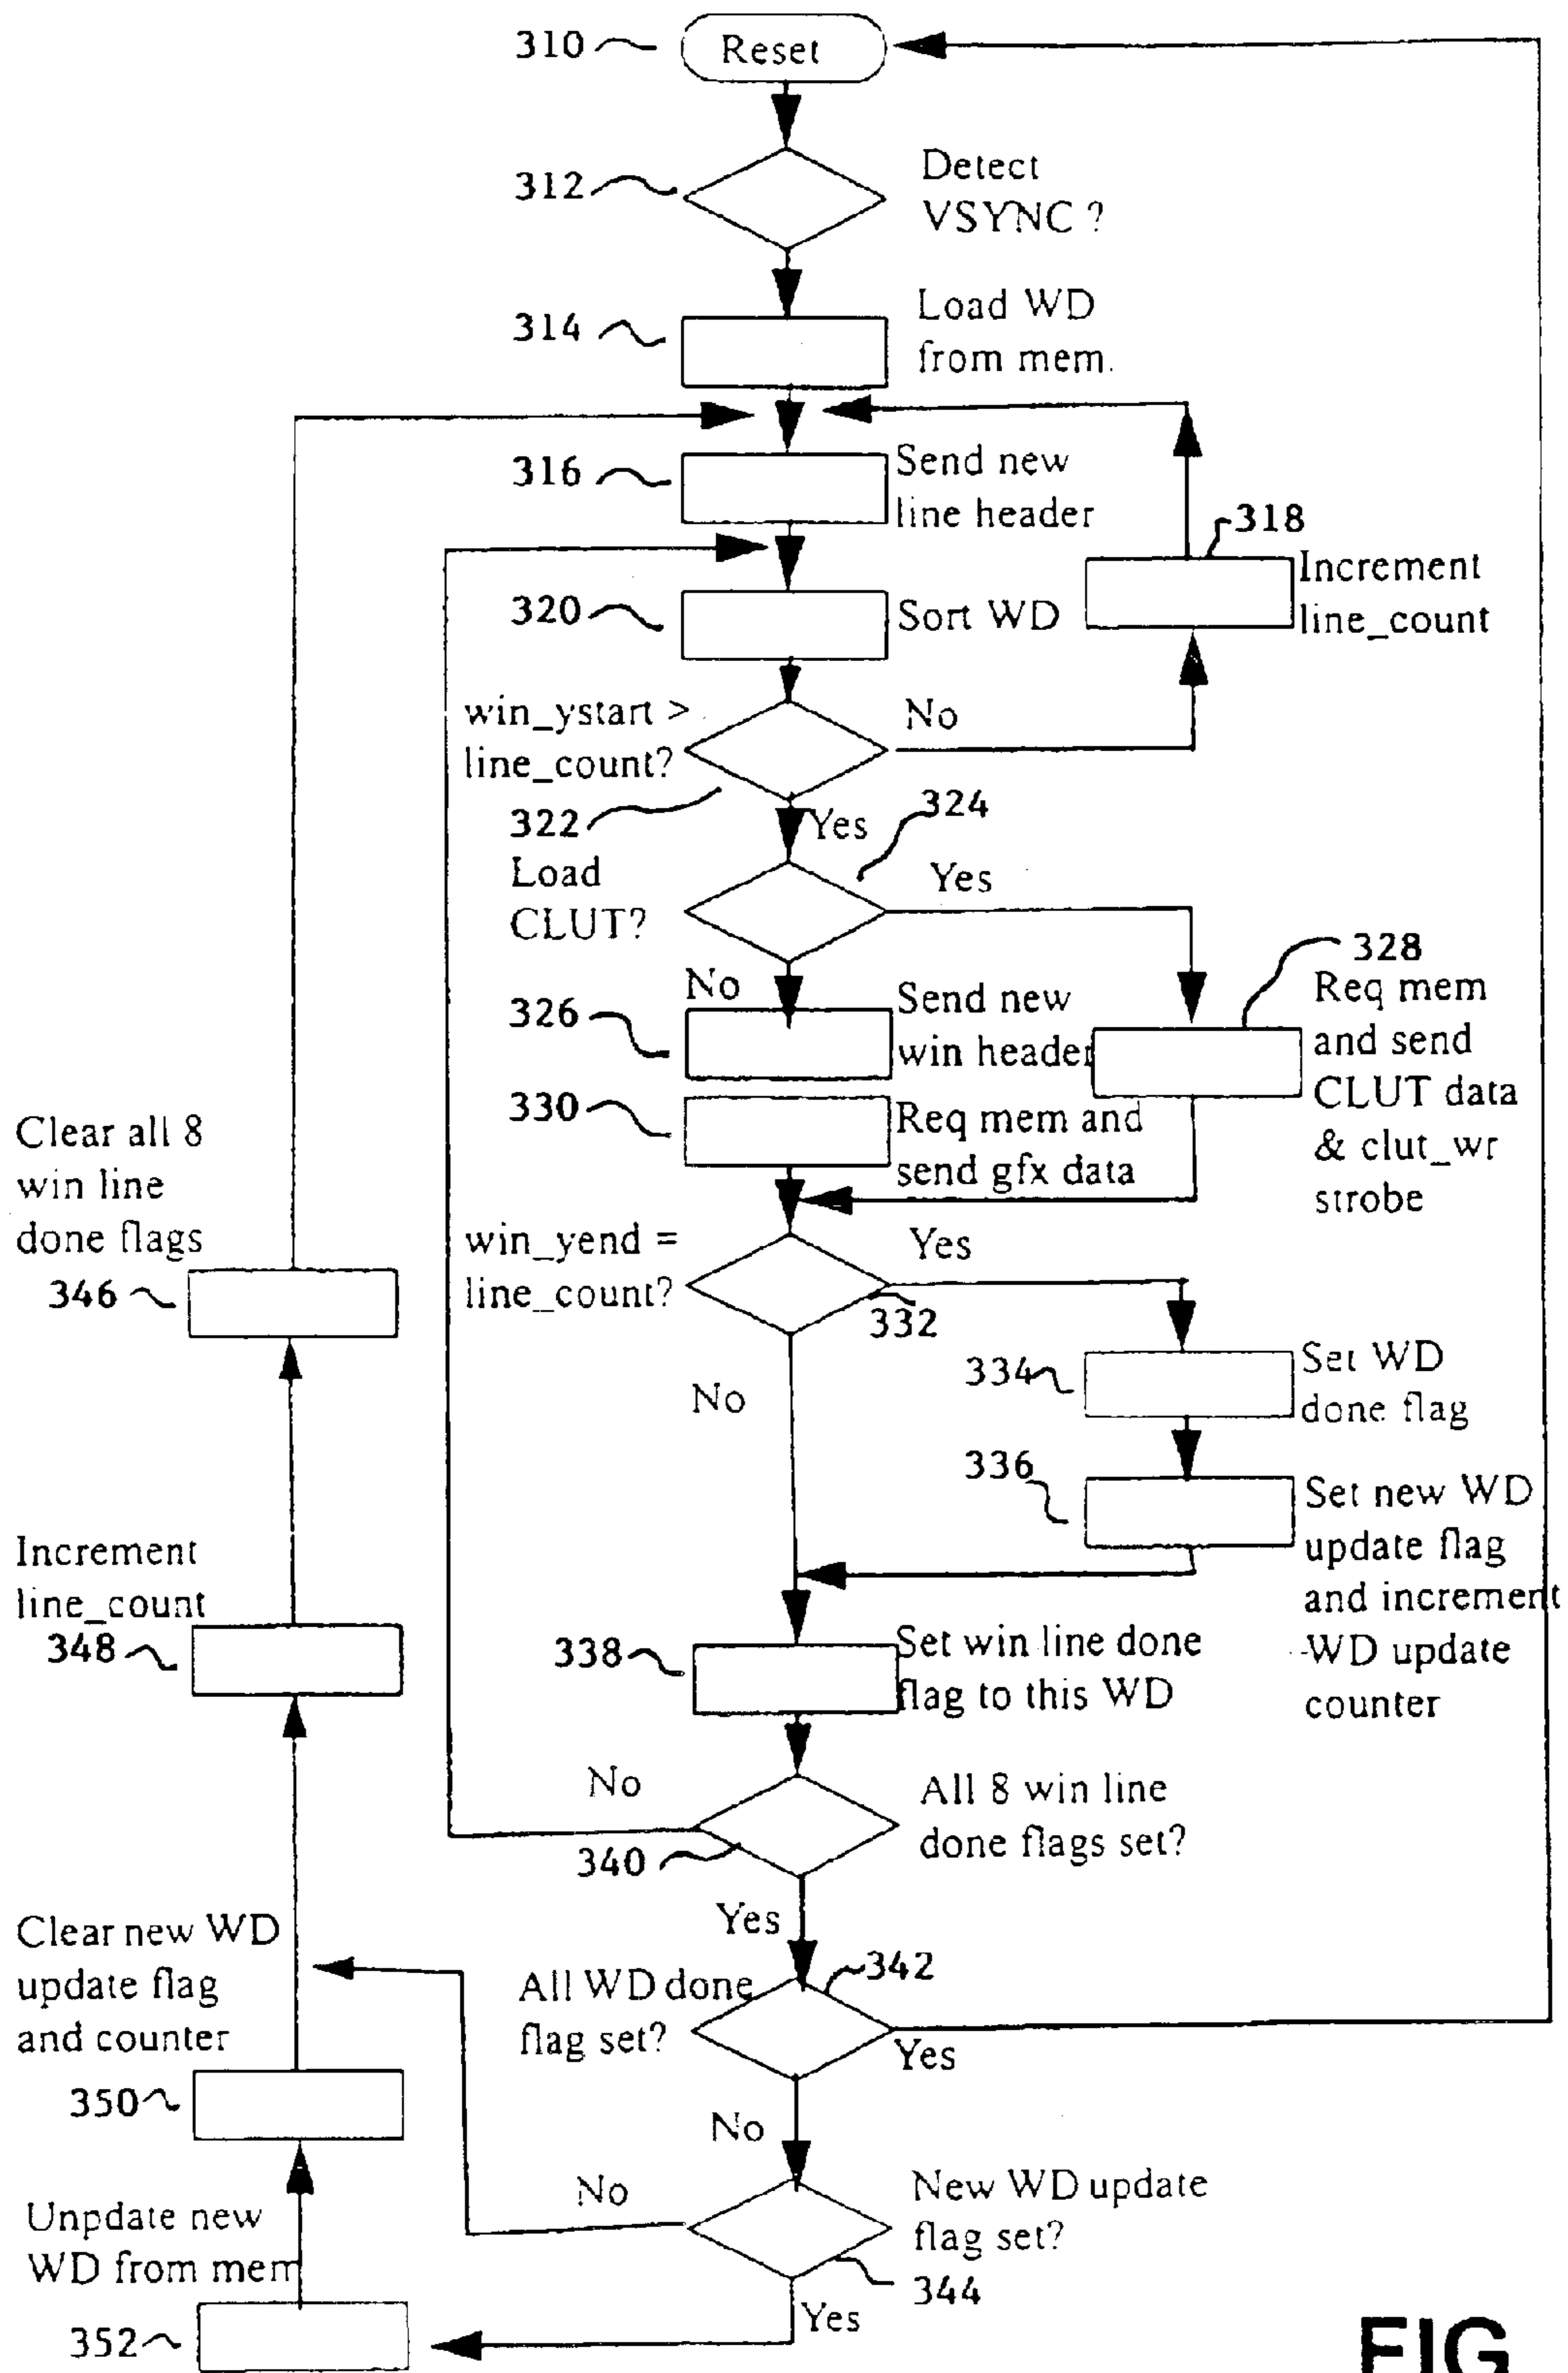 310
Reset
312
Detect
VSYNC ?
314
Load WD
from mem.
316
Send new
line header
318
Increment
line_count
320
Sort WD
win_ystart >
line_count?
No
322
Yes
324
Load
CLUT?
Yes
No
326
Send new
win header
328
Req mem
and send
CLUT data
& clut_wr
strobe
330
Req mem and
send gfx data
Clear all 8
win line
done flags
346
win_yend =
line_count?
Yes
332
No
334
Set WD
done flag
336
Set new WD
update flag
and increment
WD update
counter
Increment
line_count
348
338
Set win line done
flag to this WD
No
340
All 8 win line
done flags set?
Yes
Clear new WD
update flag
and counter
350
All WD done
flag set?
342
Yes
No
No
New WD update
flag set?
344
Yes
Unpdate new
WD from mem
352
FIG